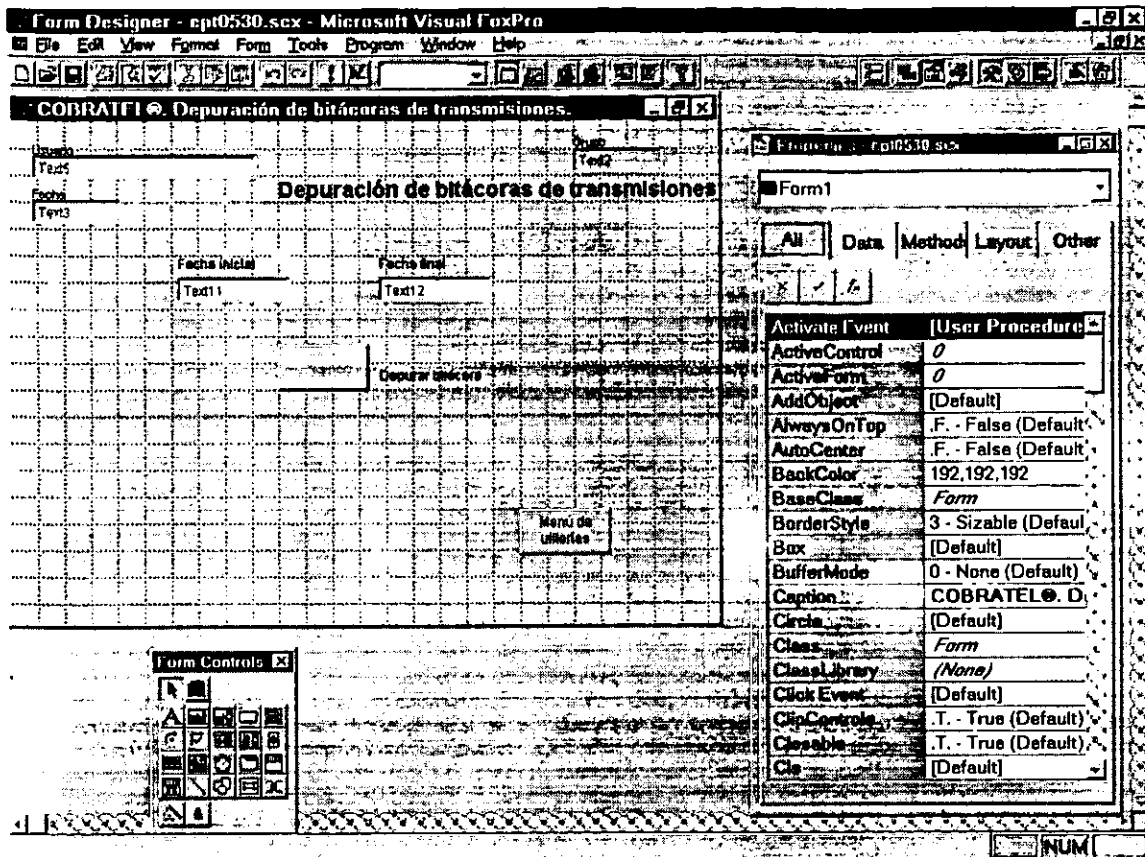 Form Designer - cpt0530.scx - Microsoft Visual FoxPro
File Edit View Format Form Tools Program Window Help
COBRATEL®. Depuración de bitácoras de transmisiones.
Usuario
Text5
Grupo
Text2
Depuración de bitácoras de transmisiones
Fecha
Text3
Fecha inicial
Text11
Fecha final
Text12
Depurar bitácora
Menú de
utilerías
Properties - cpt0530.scx
Form1
All Data Method Layout Other
Activate Event [User Procedure
ActiveControl 0
ActiveForm 0
AddObject [Default]
AlwaysOnTop .F. - False (Default
AutoCenter .F. - False (Default
BackColor 192,192,192
BaseClass Form
BorderStyle 3 - Sizable (Defaul
Box [Default]
BufferMode 0 - None (Default)
Caption COBRATEL®. D
Circle [Default]
Class Form
ClassLibrary (None)
Click Event [Default]
ClipControls .T. - True (Default)
Closable .T. - True (Default)
Cls [Default]
Form Controls
NUM